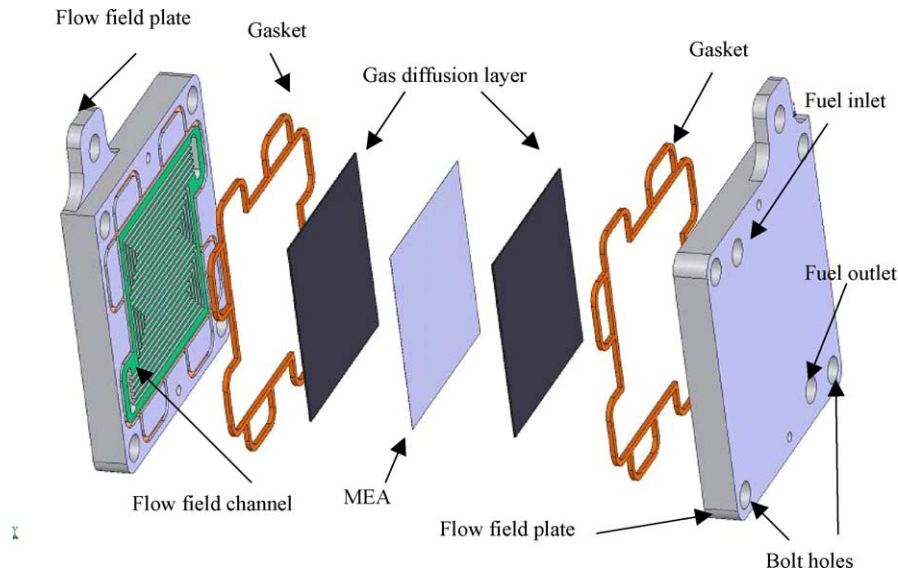 Flow field plate
Gasket
Gas diffusion layer
Gasket
Fuel inlet
Fuel outlet
Flow field channel
MEA
Flow field plate
Bolt holes